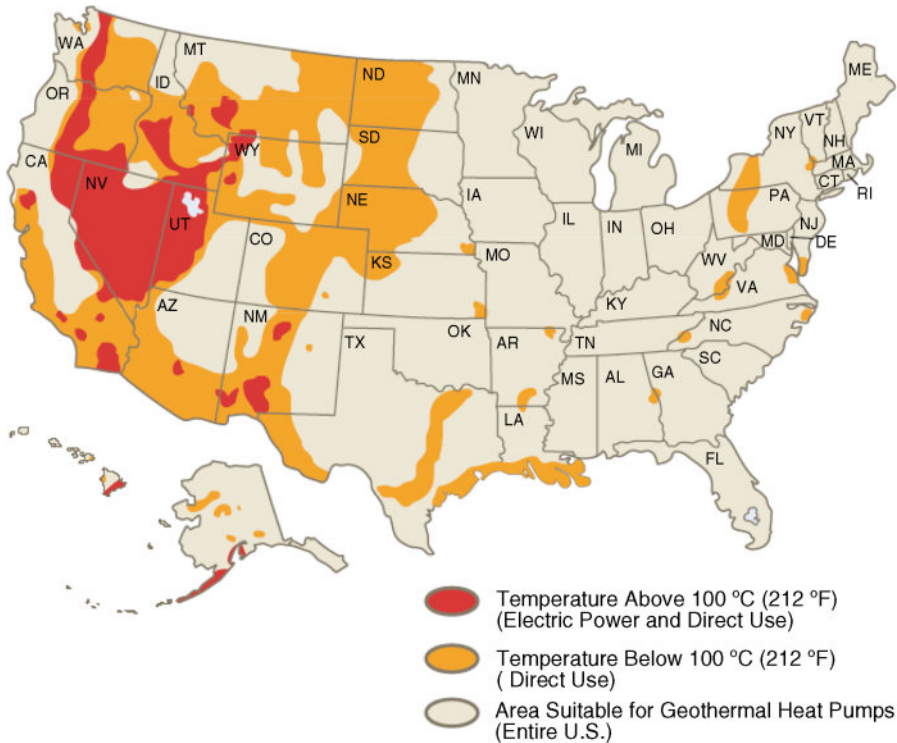 WA
MT
ND
MN
ME
ID
OR
VT
NY
NH
WI
SD
MI
WY
MA
CA
CT
RI
NV
NE
IA
PA
UT
IL
IN
OH
NJ
CO
MD
DE
KS
MO
WV
VA
KY
AZ
NM
OK
NC
TX
AR
TN
SC
MS
AL
GA
LA
FL
Temperature Above 100 ºC (212 ºF)
(Electric Power and Direct Use)
Temperature Below 100 ºC (212 ºF)
( Direct Use)
Area Suitable for Geothermal Heat Pumps
(Entire U.S.)